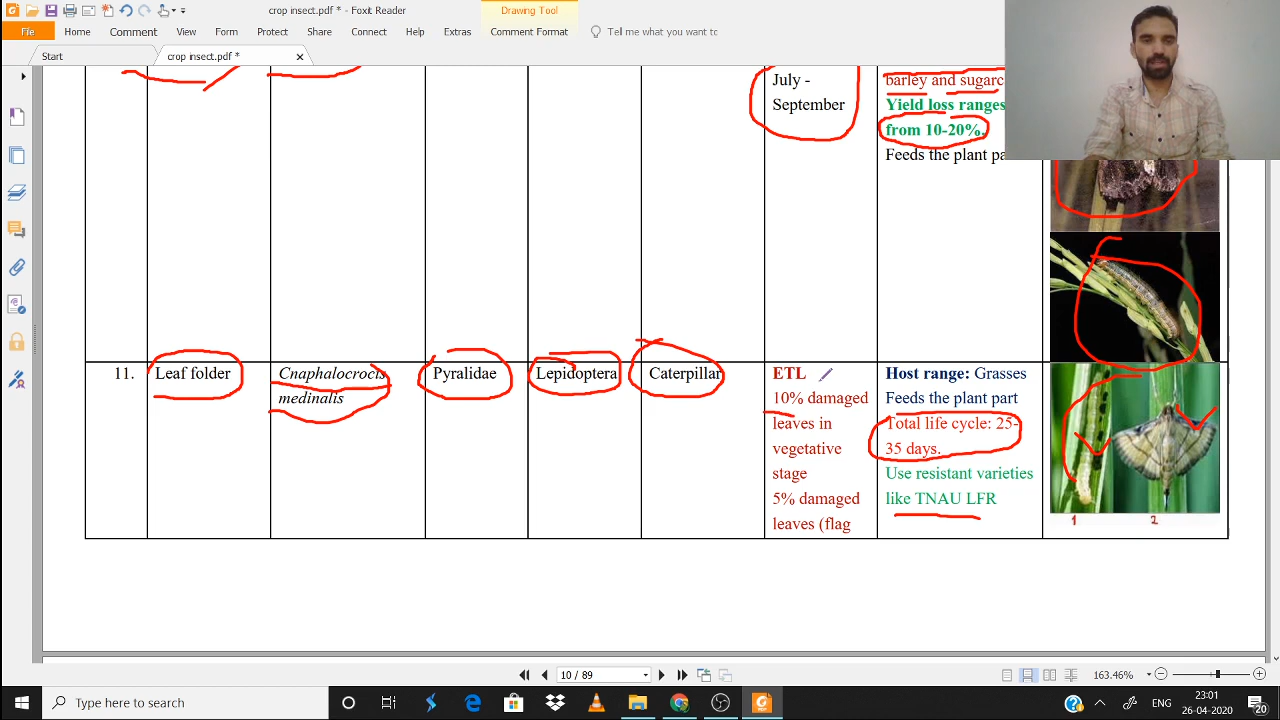 crop insect.pdf * - Foxit Reader
Drawing Tool
File
Home
Comment
View
Form
Protect
Share
Connect
Help
Extras
Comment Format
Tell me what you want to
Start
crop insect.pdf *
July -
September
barley and sugarc
Yield loss ranges
from 10-20%.
Feeds the plant pa
11.
Leaf folder
Cnaphalocrocis
medinalis
Pyralidae
Lepidoptera
Caterpillar
ETL
10% damaged
leaves in
vegetative
stage
5% damaged
leaves (flag
Host range: Grasses
Feeds the plant part
Total life cycle: 25-
35 days.
Use resistant varieties
like TNAU LFR
1
2
10 / 89
163.46%
Type here to search
ENG
23:01
26-04-2020
20